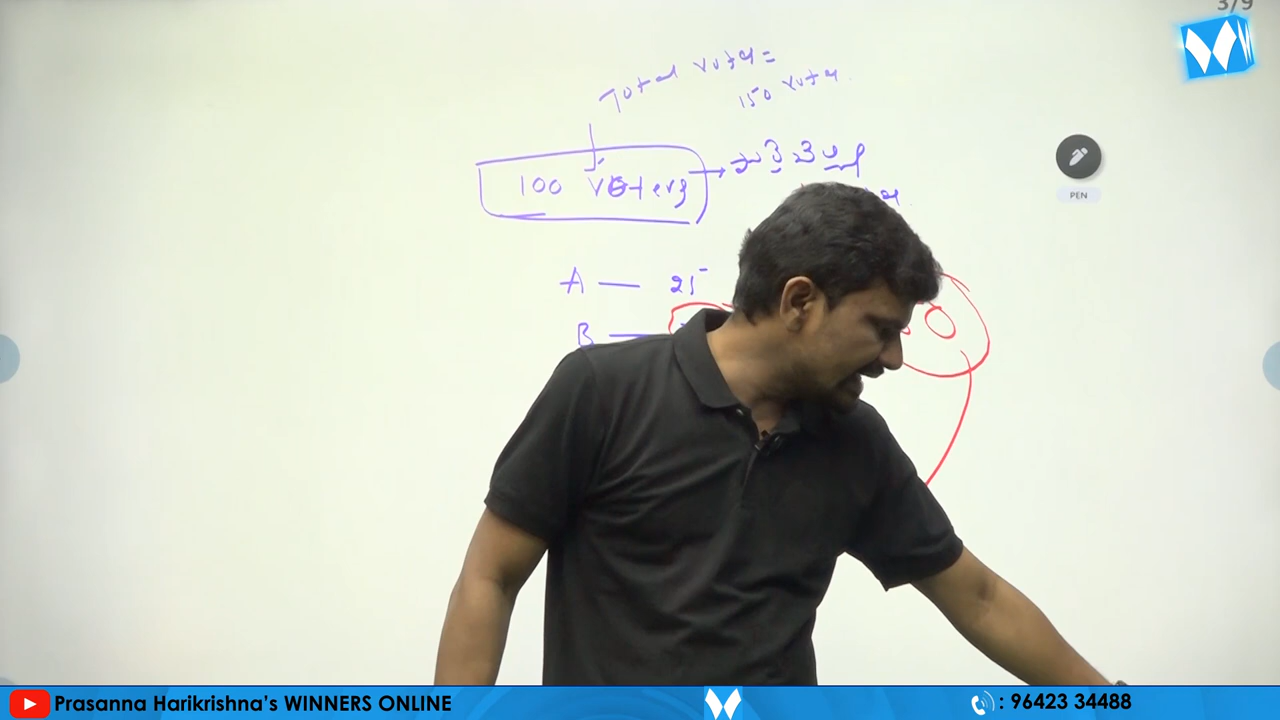 3/9
Total votes =
150 votes
100 voters →
PEN
A — 25
B —
Prasanna Harikrishna's WINNERS ONLINE
: 96423 34488